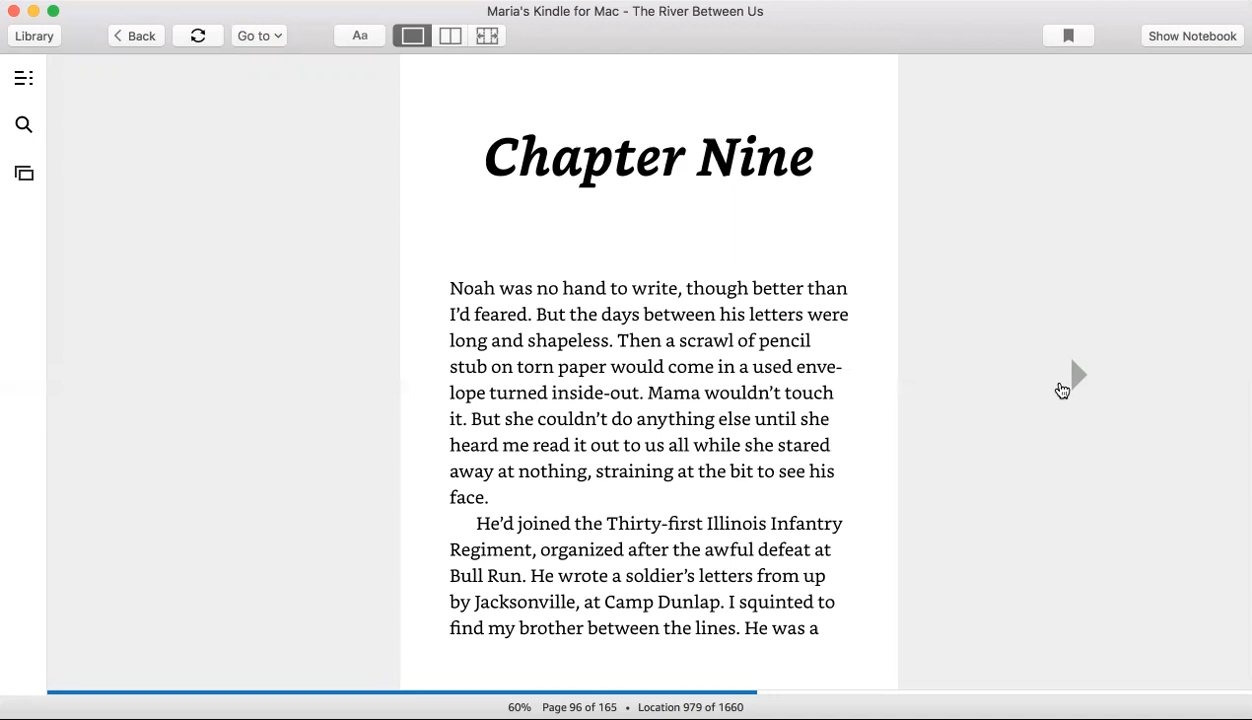 Maria's Kindle for Mac - The River Between Us
Library
Back
Go to
Aa
Show Notebook
Chapter Nine
Noah was no hand to write, though better than
I’d feared. But the days between his letters were
long and shapeless. Then a scrawl of pencil
stub on torn paper would come in a used enve-
lope turned inside-out. Mama wouldn’t touch
it. But she couldn’t do anything else until she
heard me read it out to us all while she stared
away at nothing, straining at the bit to see his
face.
He’d joined the Thirty-first Illinois Infantry
Regiment, organized after the awful defeat at
Bull Run. He wrote a soldier’s letters from up
by Jacksonville, at Camp Dunlap. I squinted to
find my brother between the lines. He was a
60% Page 96 of 165 • Location 979 of 1660